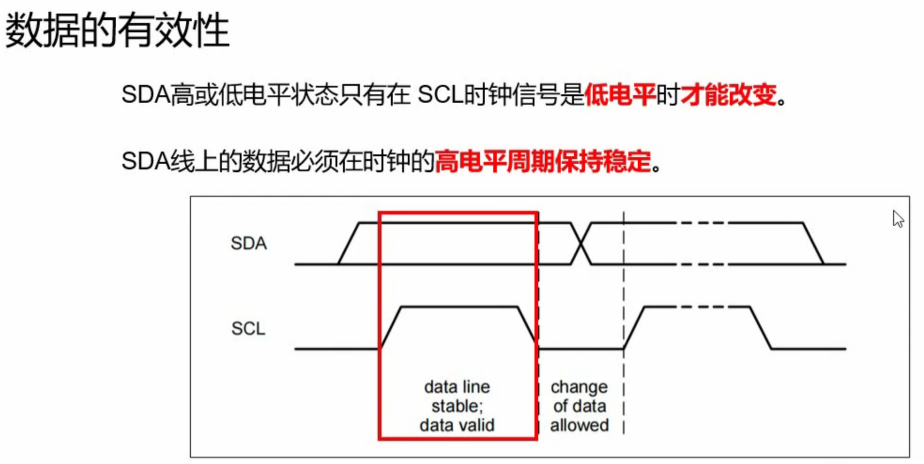 数据的有效性
SDA高或低电平状态只有在 SCL时钟信号是低电平时才能改变。
SDA线上的数据必须在时钟的高电平周期保持稳定。
SDA
SCL
data line
stable;
data valid
change
of data
allowed